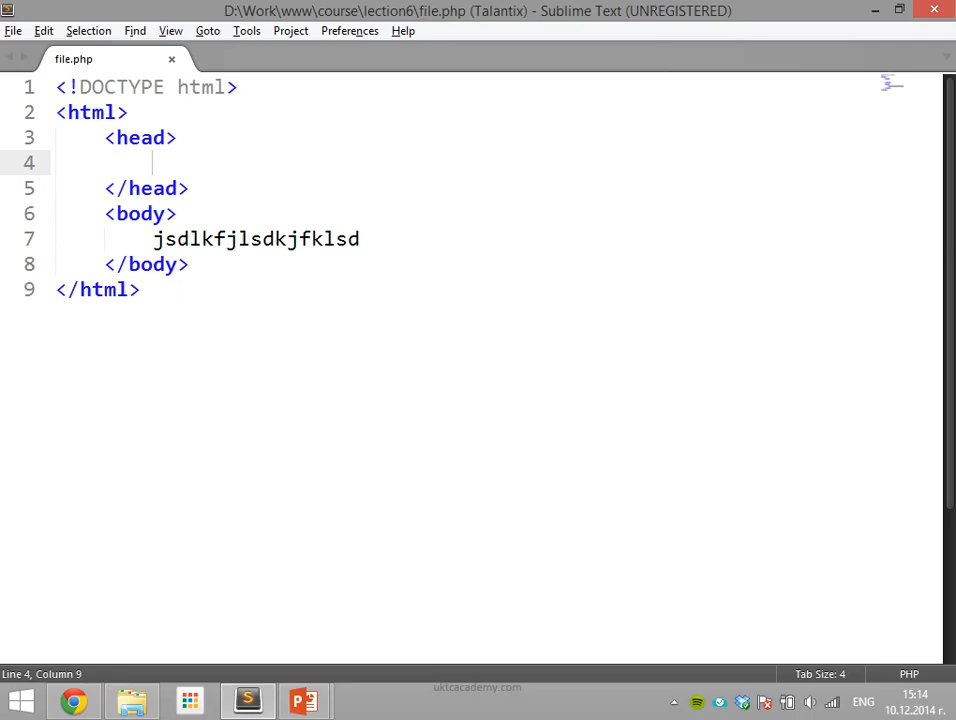 D:\Work\www\course\lection6\file.php (Talantix) - Sublime Text (UNREGISTERED)
File Edit Selection Find View Goto Tools Project Preferences Help
file.php
1 <!DOCTYPE html>
2 <html>
3 <head>
4
5 </head>
6 <body>
7 jsdlkfjlsdkjfklsd
8 </body>
9 </html>
Line 4, Column 9 Tab Size: 4 PHP
uktcacademy.com
ENG 15:14
10.12.2014 г.